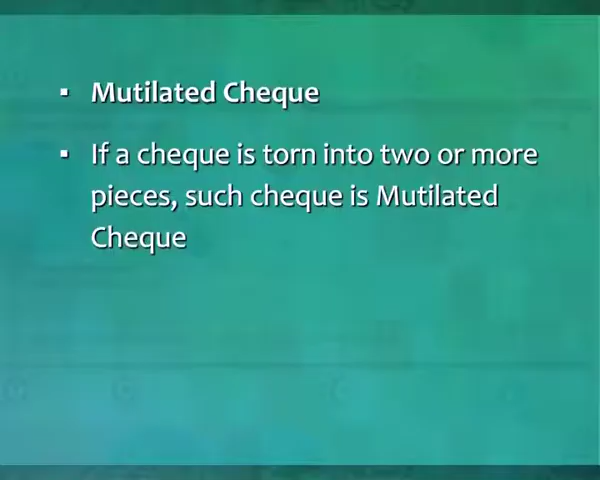 ▪ Mutilated Cheque
▪ If a cheque is torn into two or more
pieces, such cheque is Mutilated
Cheque